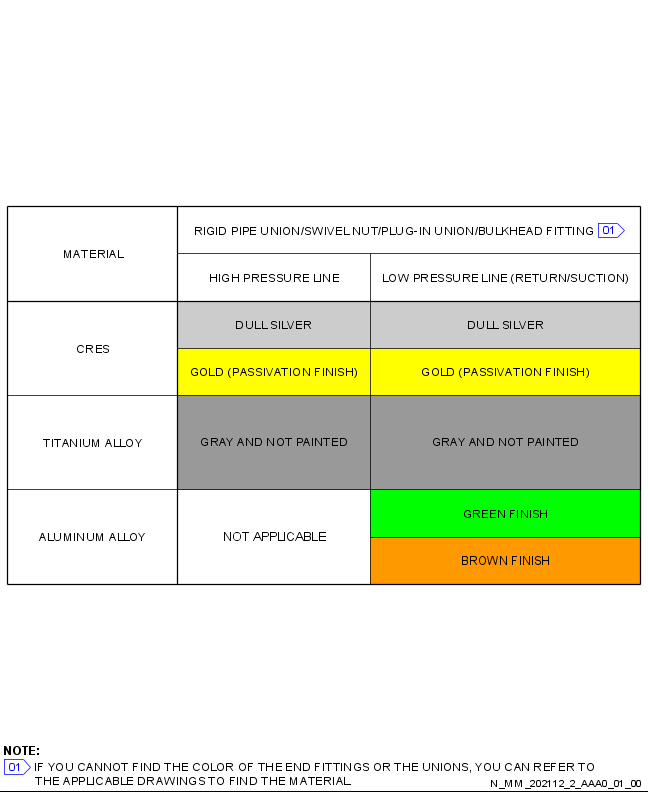 RIGID PIPE UNION/SWIVEL NUT/PLUG-IN UNION/BULKHEAD FITTING 01
MATERIAL
HIGH PRESSURE LINE
LOW PRESSURE LINE (RETURN/SUCTION)
CRES
DULL SILVER
DULL SILVER
GOLD (PASSIVATION FINISH)
GOLD (PASSIVATION FINISH)
TITANIUM ALLOY
GRAY AND NOT PAINTED
GRAY AND NOT PAINTED
ALUMINUM ALLOY
NOT APPLICABLE
GREEN FINISH
BROWN FINISH
NOTE:
01 IF YOU CANNOT FIND THE COLOR OF THE END FITTINGS OR THE UNIONS, YOU CAN REFER TO
THE APPLICABLE DRAWINGS TO FIND THE MATERIAL.
N_MM_202112_2_AAA0_01_00